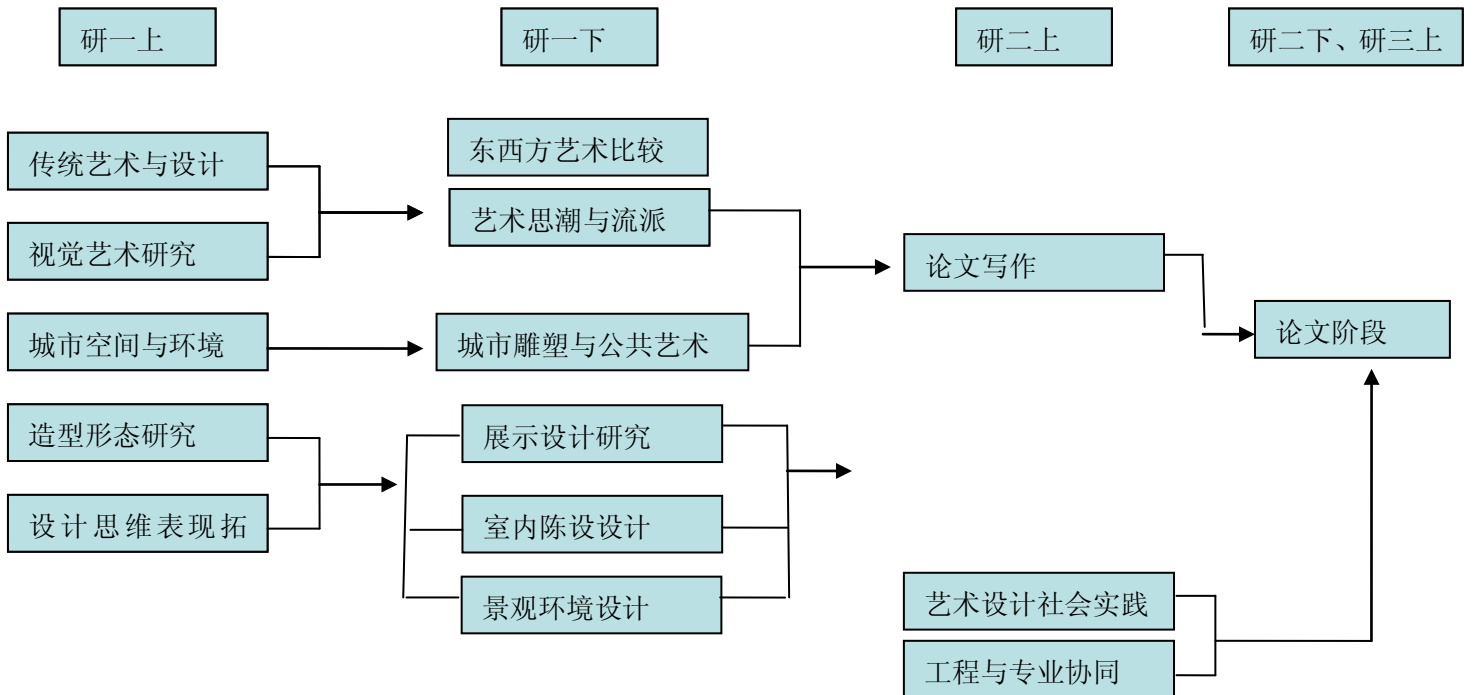 研一上
研一下
研二上
研二下、研三上
传统艺术与设计
视觉艺术研究
城市空间与环境
造型形态研究
设计思维表现拓
东西方艺术比较
艺术思潮与流派
城市雕塑与公共艺术
展示设计研究
室内陈设设计
景观环境设计
论文写作
艺术设计社会实践
工程与专业协同
论文阶段